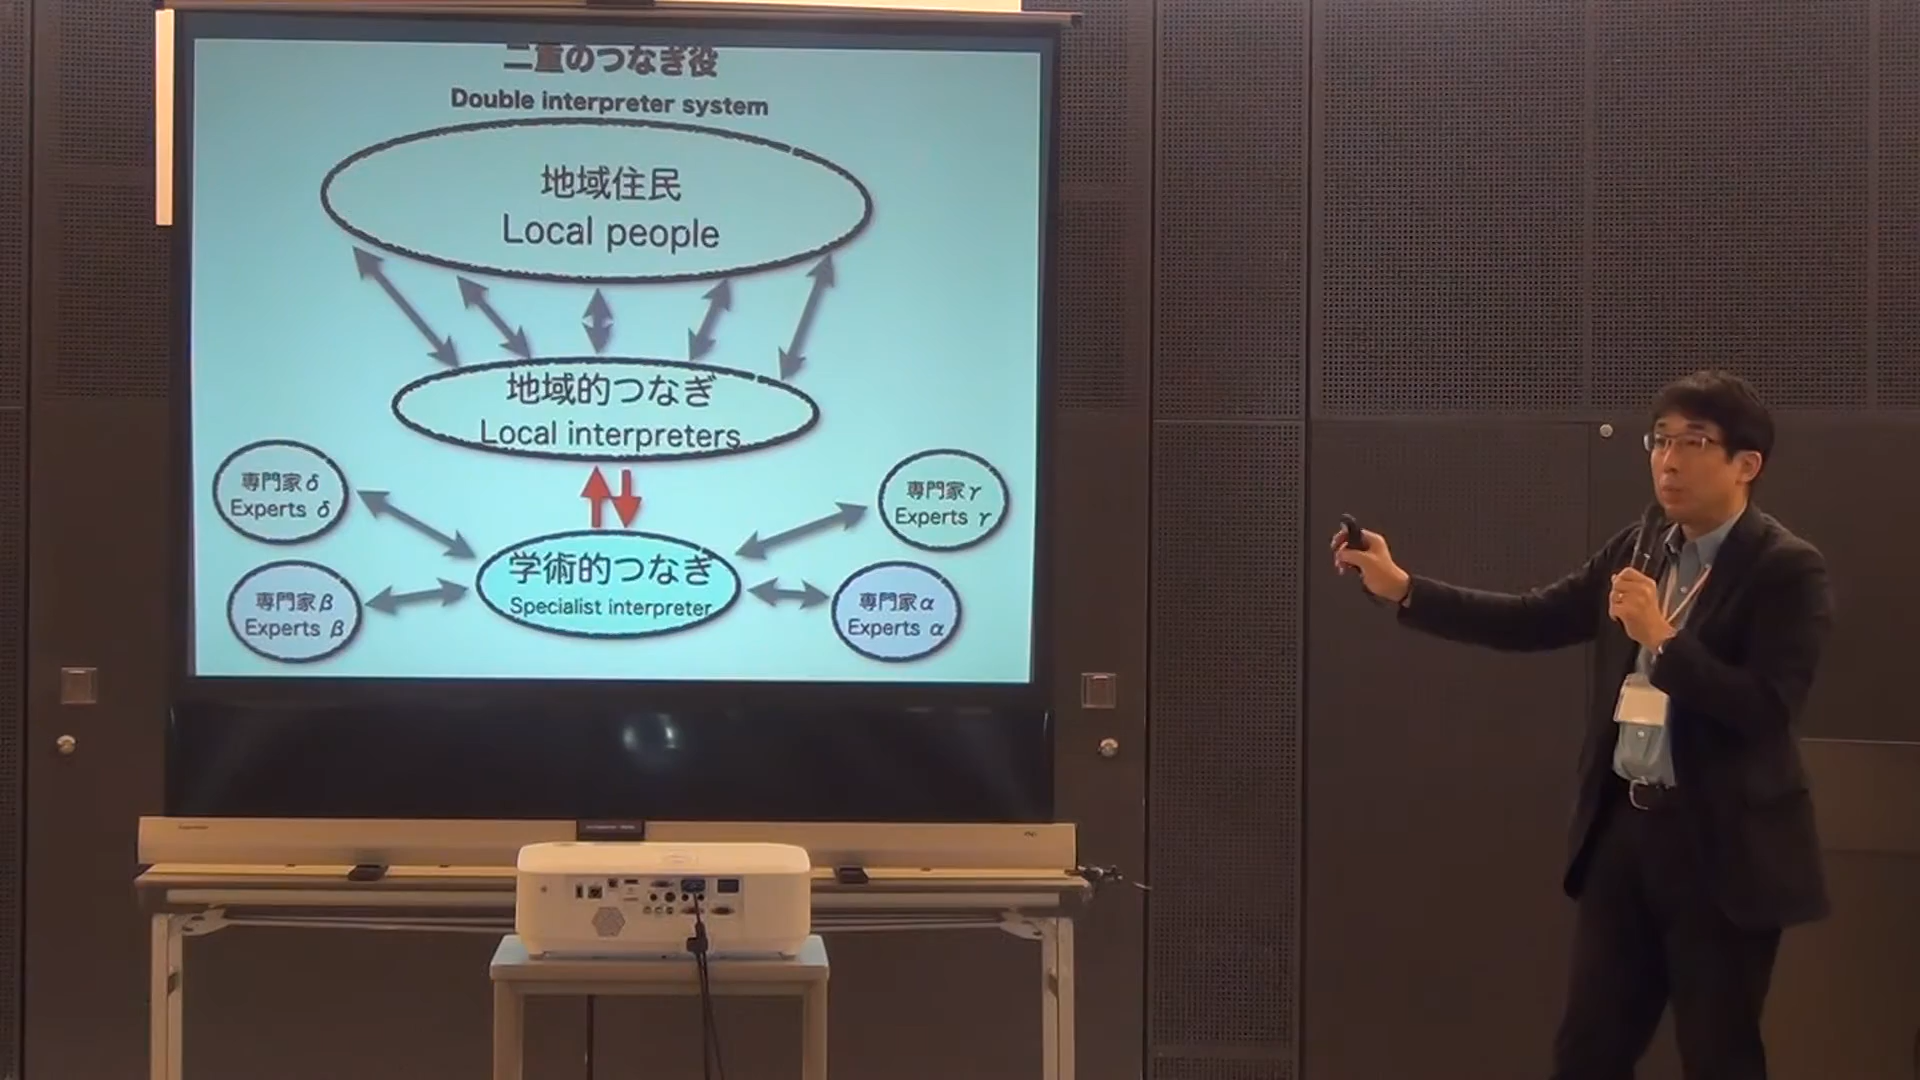 二重のつなぎ役
Double interpreter system
地域住民
Local people
地域的つなぎ
Local interpreters
専門家δ
Experts δ
専門家γ
Experts γ
学術的つなぎ
Specialist interpreter
専門家β
Experts β
専門家α
Experts α